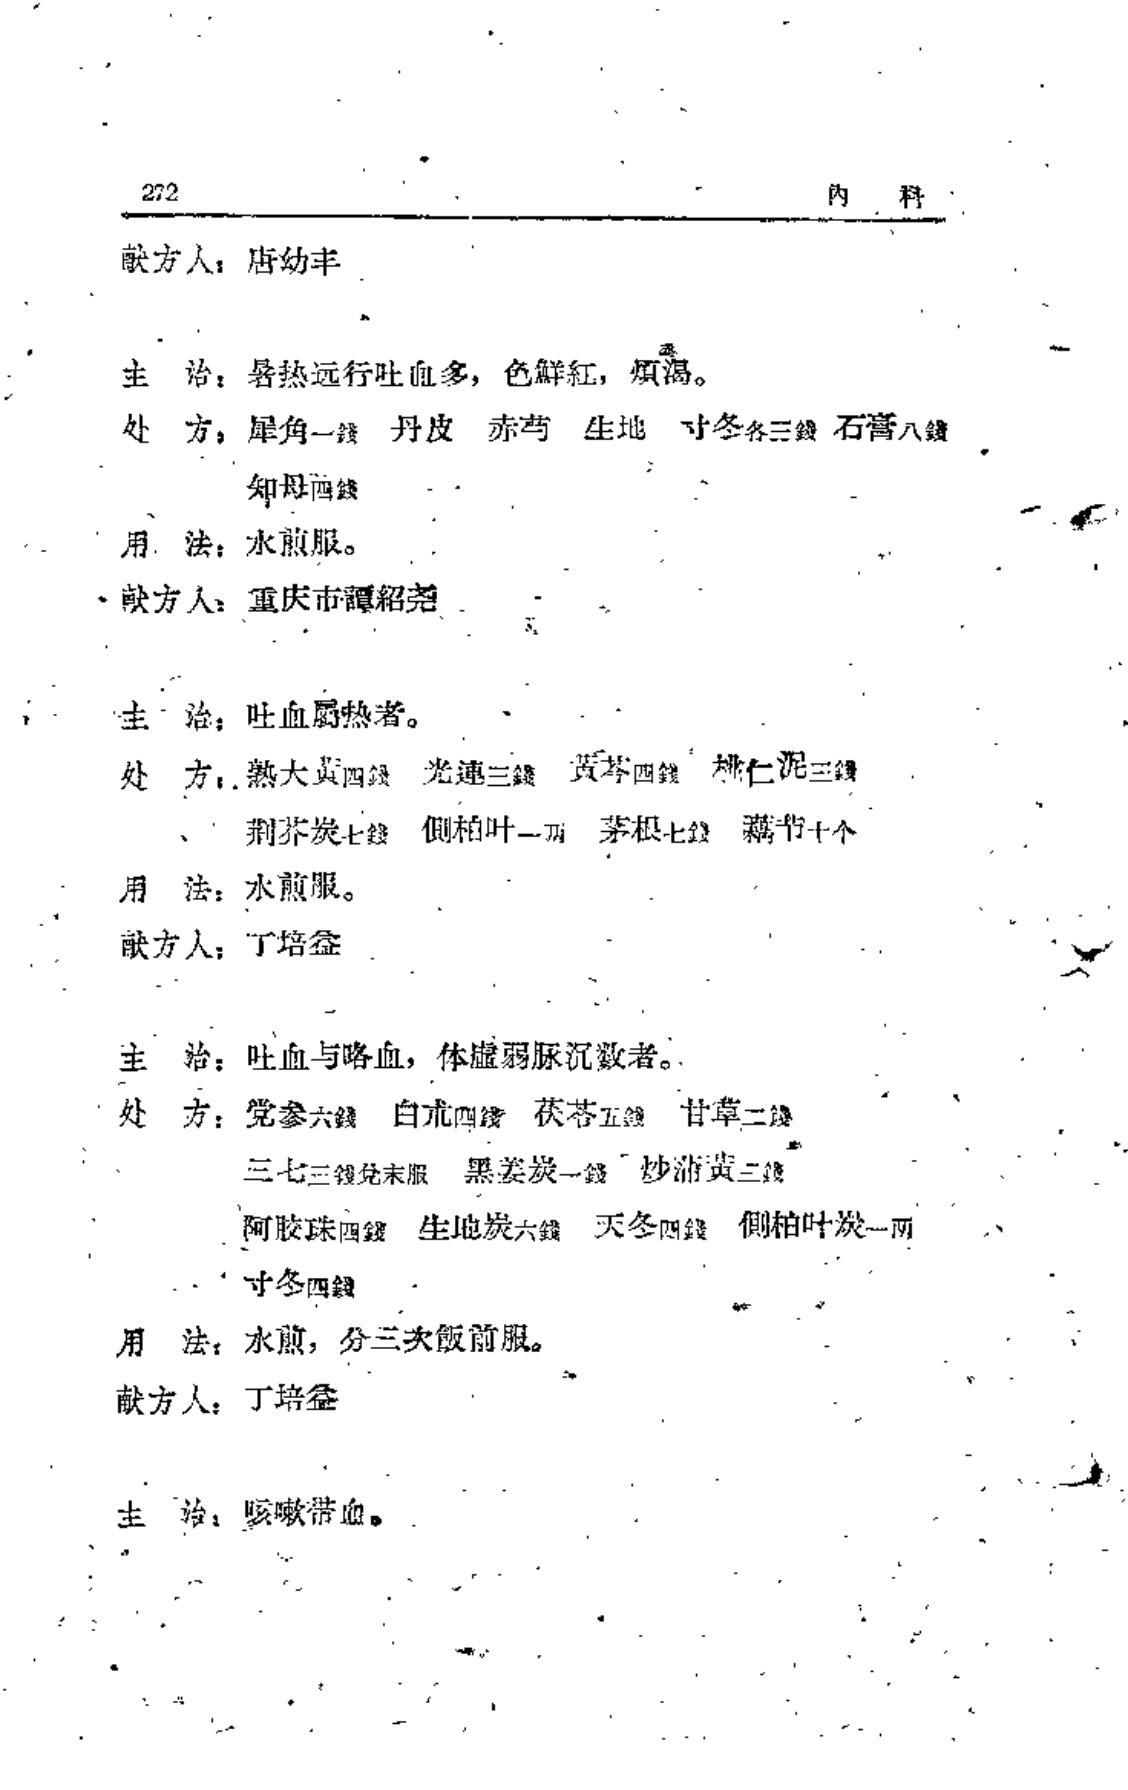 272 內 科
献方人：唐幼丰
主 治：暑热远行吐血多，色鮮紅，煩渴。
处 方：犀角一錢 丹皮 赤芍 生地 寸冬各三錢 石膏八錢
知母四錢
用 法：水煎服。
献方人：重庆市譚紹尧
主 治：吐血屬热者。
处 方：熟大黃四錢 光連三錢 黃芩四錢 桃仁泥三錢
荆芥炭七錢 側柏叶一两 茅根七錢 藕节十个
用 法：水煎服。
献方人：丁培益
主 治：吐血与咯血，体虛弱脉沉数者。
处 方：党参六錢 白朮四錢 茯苓五錢 甘草二錢
三七三錢兌末服 黑姜炭一錢 炒蒲黃三錢
阿胶珠四錢 生地炭六錢 天冬四錢 側柏叶炭一两
寸冬四錢
用 法：水煎，分三次飯前服。
献方人：丁培益
主 治：咳嗽带血。